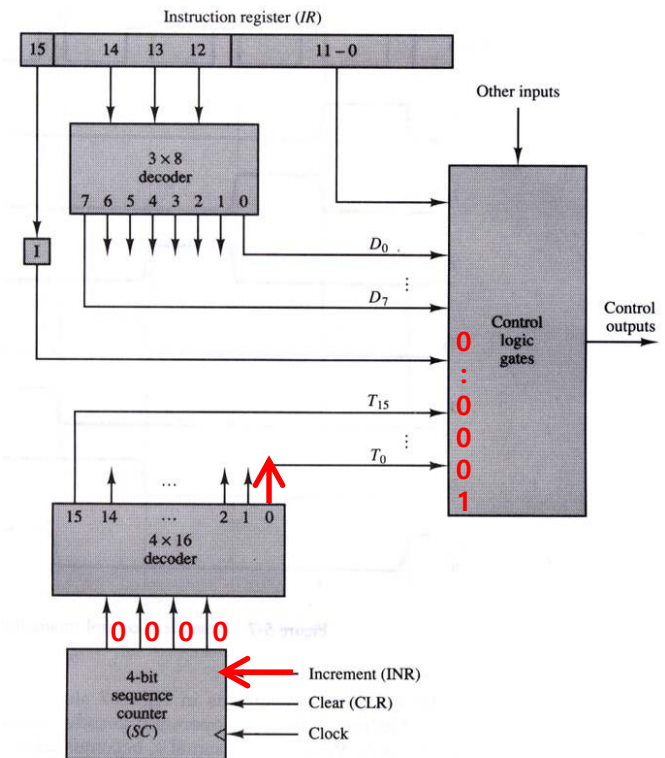 Instruction register (IR)
15 14 13 12 11 – 0
Other inputs
3 × 8
decoder
7 6 5 4 3 2 1 0
I
D0
⋮
D7
Control
logic
gates
Control
outputs
0
:
0
0
0
1
T15
⋮
T0
...
15 14 ... 2 1 0
4 × 16
decoder
0 0 0 0
4-bit
sequence
counter
(SC)
Increment (INR)
Clear (CLR)
Clock